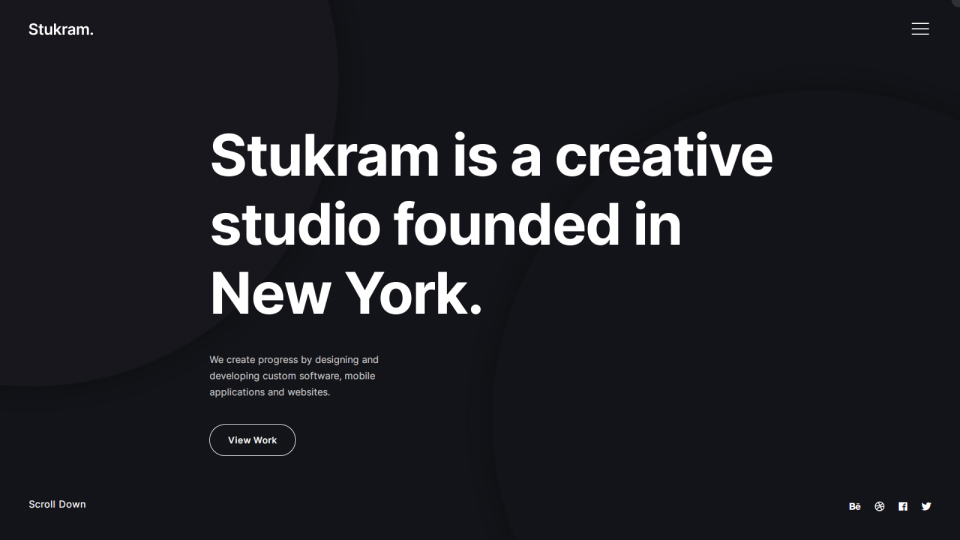 Stukram.
Stukram is a creative
studio founded in
New York.
We create progress by designing and
developing custom software, mobile
applications and websites.
View Work
Scroll Down
Bē